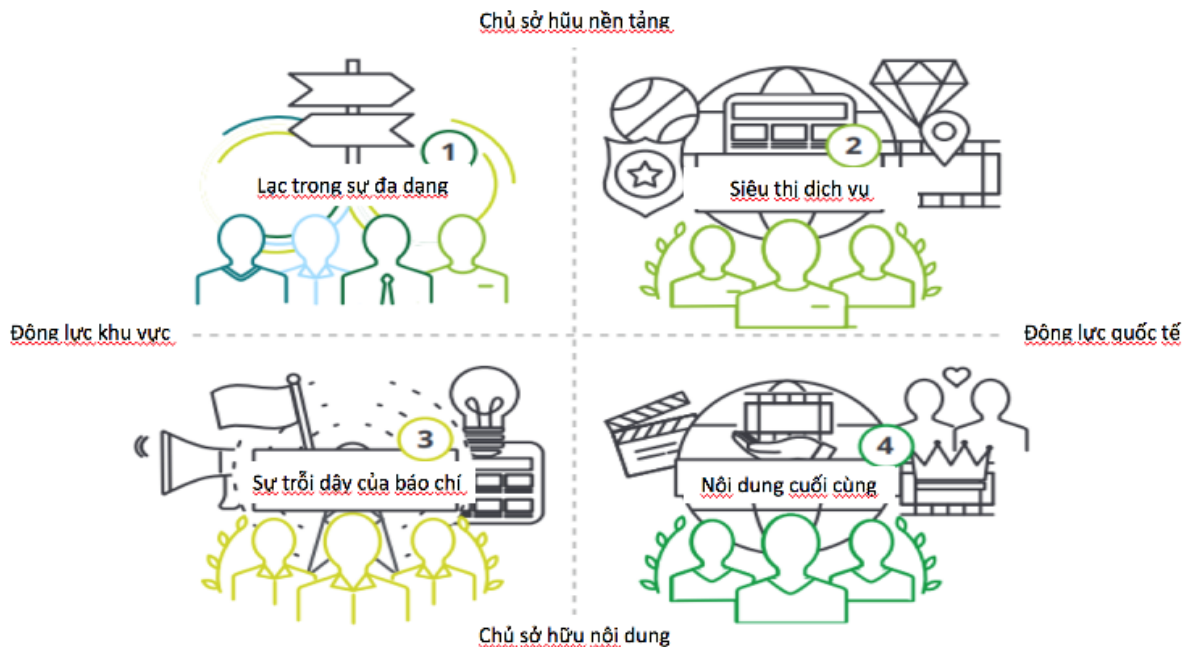 Chủ sở hữu nền tảng
1
2
Lạc trong sự đa dạng
Siêu thị dịch vụ
Đông lực khu vực
Đông lực quốc tế
3
4
Sự trỗi dậy của báo chí
Nôi dung cuối cùng
Chủ sở hữu nôi dung